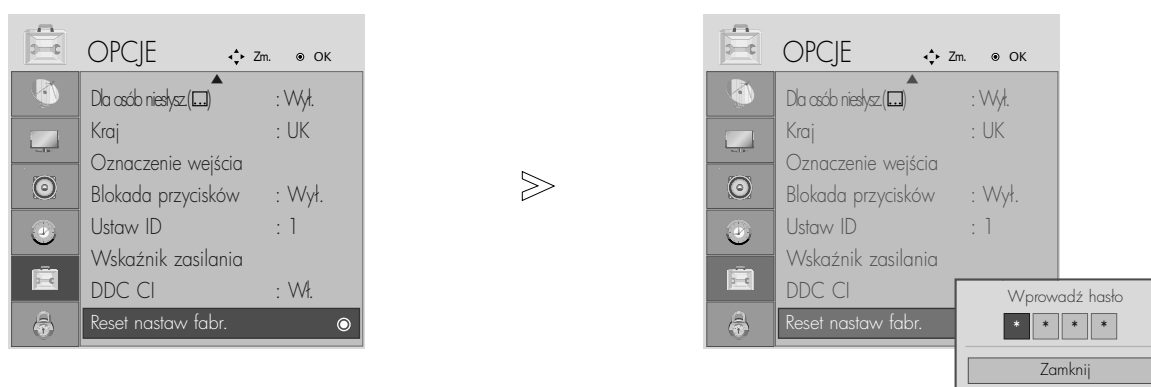 OPCJE Zm. OK
Dla osób niesłysz.(...) : Wył.
Kraj : UK
Oznaczenie wejścia
Blokada przycisków : Wył.
Ustaw ID : 1
Wskaźnik zasilania
DDC CI : Wł.
Reset nastaw fabr.
OPCJE Zm. OK
Dla osób niesłysz.(...) : Wył.
Kraj : UK
Oznaczenie wejścia
Blokada przycisków : Wył.
Ustaw ID : 1
Wskaźnik zasilania
DDC CI
Reset nastaw fabr.
Wprowadź hasło
* * * *
Zamknij